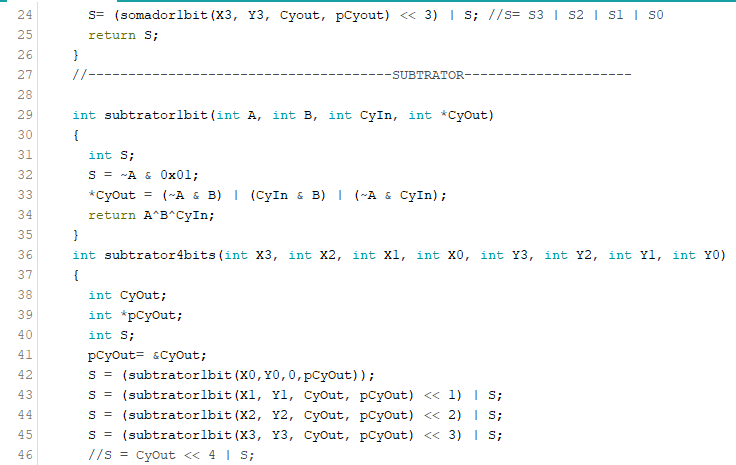 24 S= (somador1bit(X3, Y3, Cyout, pCyout) << 3) | S; //S= S3 | S2 | S1 | S0
25 return S;
26 }
27 //--------------------------------------SUBTRATOR---------------------
28
29 int subtrator1bit(int A, int B, int CyIn, int *CyOut)
30 {
31 int S;
32 S = ~A & 0x01;
33 *CyOut = (~A & B) | (CyIn & B) | (~A & CyIn);
34 return A^B^CyIn;
35 }
36 int subtrator4bits(int X3, int X2, int X1, int X0, int Y3, int Y2, int Y1, int Y0)
37 {
38 int CyOut;
39 int *pCyOut;
40 int S;
41 pCyOut= &CyOut;
42 S = (subtrator1bit(X0,Y0,0,pCyOut));
43 S = (subtrator1bit(X1, Y1, CyOut, pCyOut) << 1) | S;
44 S = (subtrator1bit(X2, Y2, CyOut, pCyOut) << 2) | S;
45 S = (subtrator1bit(X3, Y3, CyOut, pCyOut) << 3) | S;
46 //S = CyOut << 4 | S;